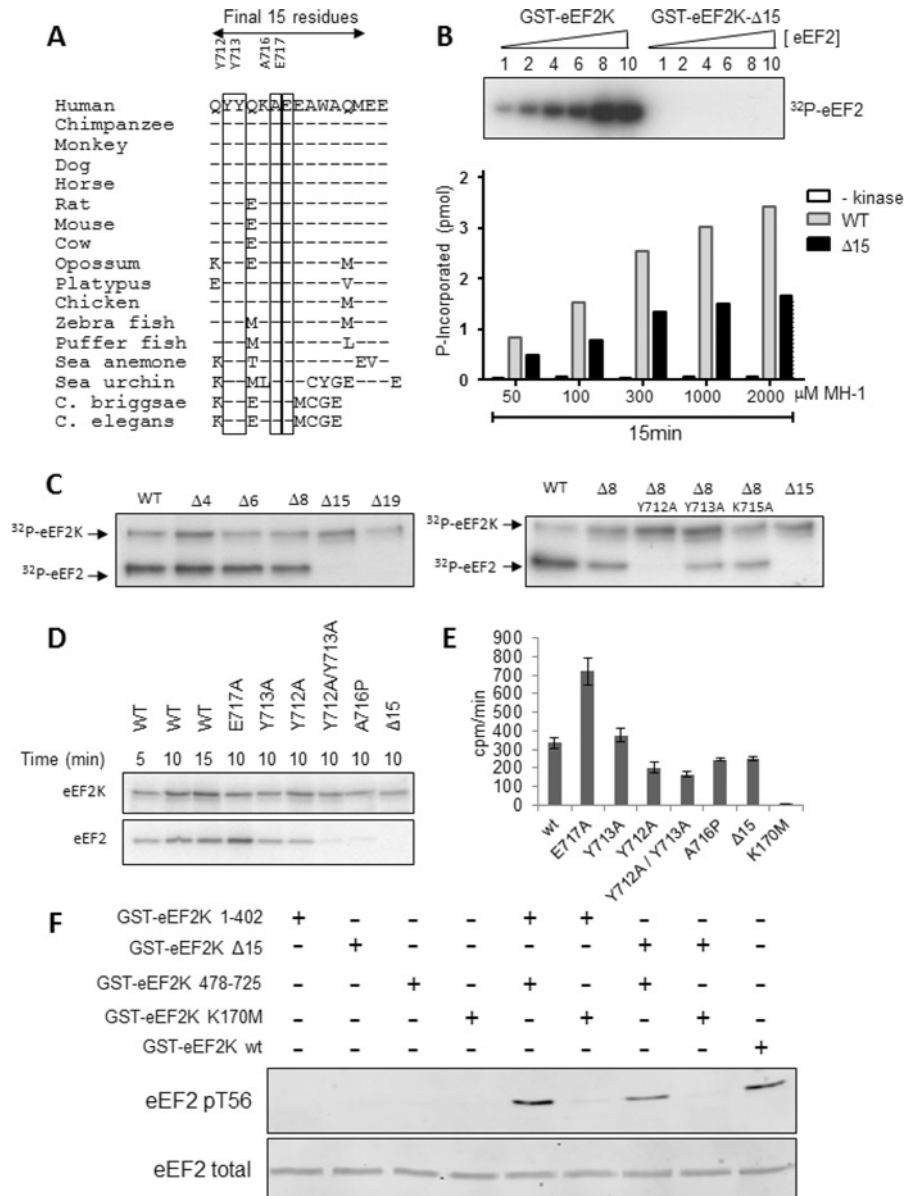 A
Final 15 residues
Y712
Y713
A716
E717
Human QYYQKAEEAWAQMEE
Chimpanzee ---------------
Monkey ---------------
Dog ---------------
Horse ---------------
Rat ---E-----------
Mouse ---E-----------
Cow ---E-----------
Opossum K--E-------M---
Platypus E----------V---
Chicken -----------M---
Zebra fish ---M-------M---
Puffer fish ---M-------L---
Sea anemone K--T--------EV-
Sea urchin K--ML---CYGE---E
C. briggsae K--E---MCGE
C. elegans K--E---MCGE
B
GST-eEF2K GST-eEF2K-Δ15
[ eEF2]
1 2 4 6 8 10 1 2 4 6 8 10
32P-eEF2
P-Incorporated (pmol)
2
3
2
1
0
- kinase
WT
Δ15
50 100 300 1000 2000 μM MH-1
15min
C
WT Δ4 Δ6 Δ8 Δ15 Δ19
32P-eEF2K
32P-eEF2
WT Δ8 Δ8 Y712A Δ8 Y713A Δ8 K715A Δ15
32P-eEF2K
32P-eEF2
D
WT WT WT E717A Y713A Y712A Y712A/Y713A A716P Δ15
Time (min) 5 10 15 10 10 10 10 10 10
eEF2K
eEF2
E
cpm/min
900
800
700
600
500
400
300
200
100
0
wt E717A Y713A Y712A Y712A / Y713A A716P Δ15 K170M
F
GST-eEF2K 1-402 + - - - + + - - -
GST-eEF2K Δ15 - + - - - - + + -
GST-eEF2K 478-725 - - + - + - + - -
GST-eEF2K K170M - - - + - + - + -
GST-eEF2K wt - - - - - - - - +
eEF2 pT56
eEF2 total